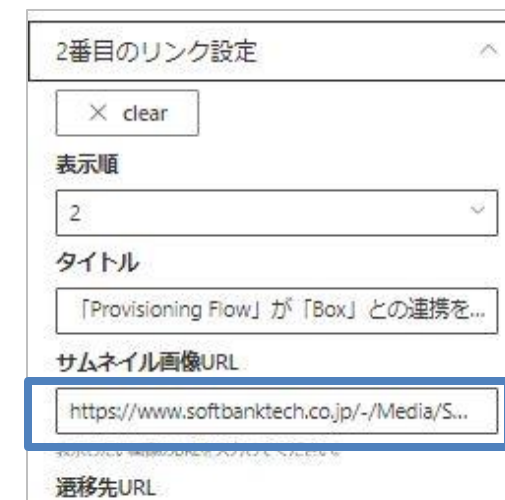 2番目のリンク設定
× clear
表示順
2
タイトル
「Provisioning Flow」が「Box」との連携を...
サムネイル画像URL
https://www.softbanktech.co.jp/-/Media/S...
遷移先URL